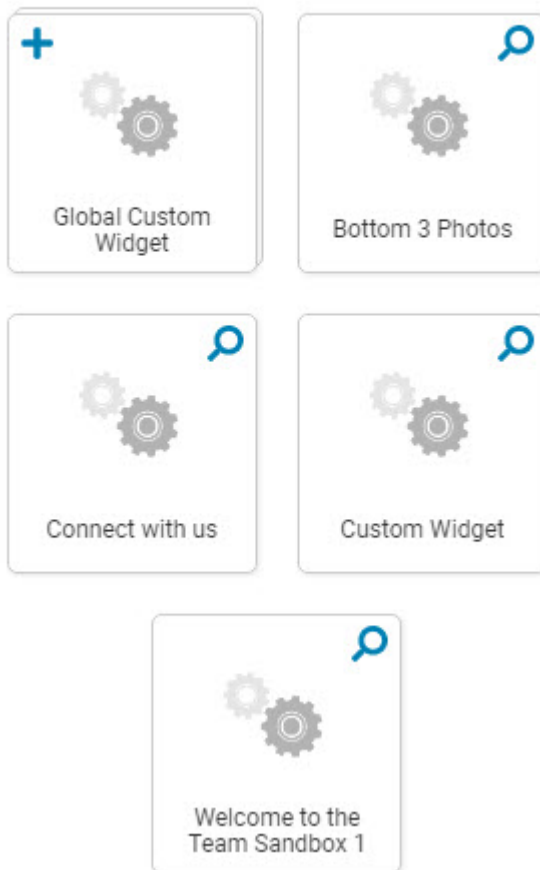 Global Custom
Widget
Bottom 3 Photos
Connect with us
Custom Widget
Welcome to the
Team Sandbox 1